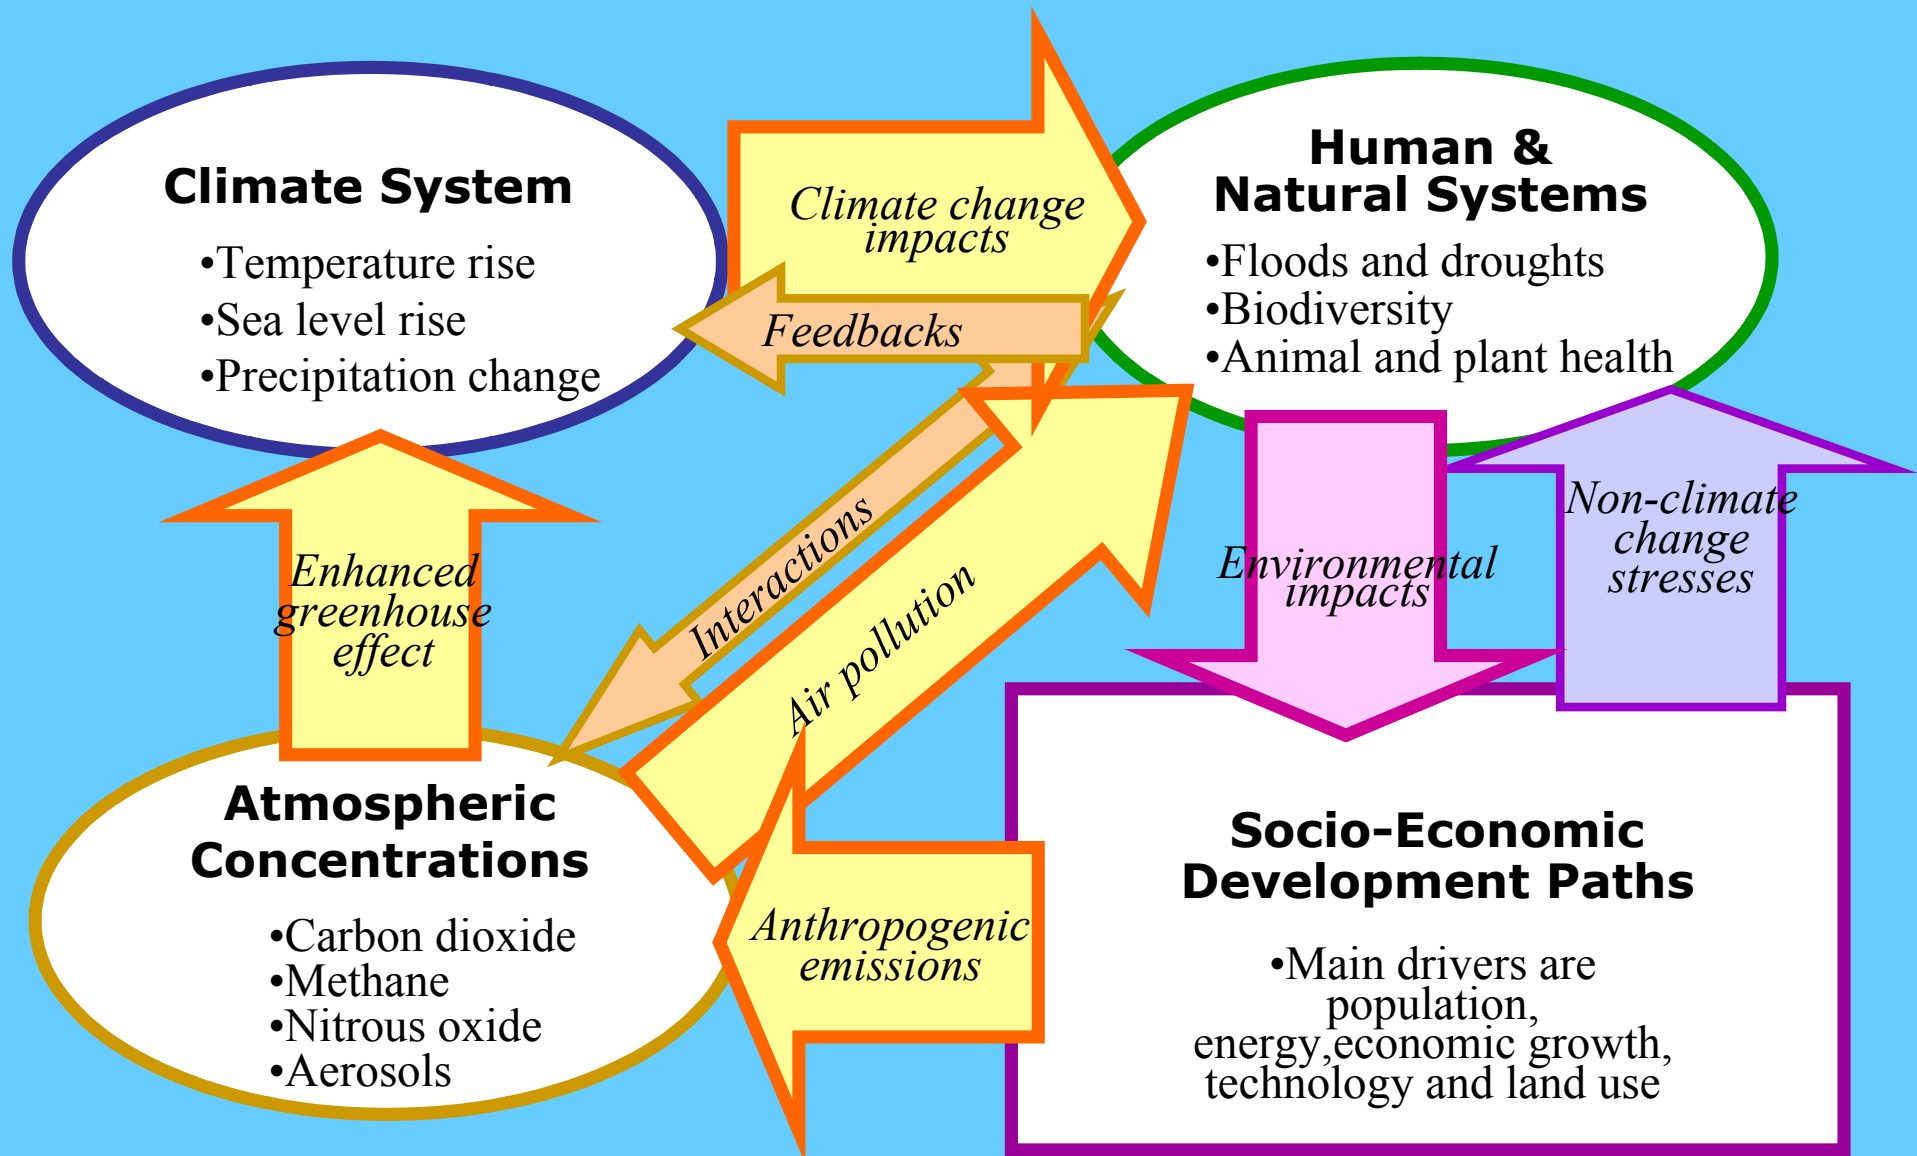 Climate System
•Temperature rise
•Sea level rise
•Precipitation change
Climate change
impacts
Feedbacks
Human &
Natural Systems
•Floods and droughts
•Biodiversity
•Animal and plant health
Enhanced
greenhouse
effect
Interactions
Air pollution
Environmental
impacts
Non-climate
change
stresses
Atmospheric
Concentrations
•Carbon dioxide
•Methane
•Nitrous oxide
•Aerosols
Anthropogenic
emissions
Socio-Economic
Development Paths
•Main drivers are
population,
energy,economic growth,
technology and land use